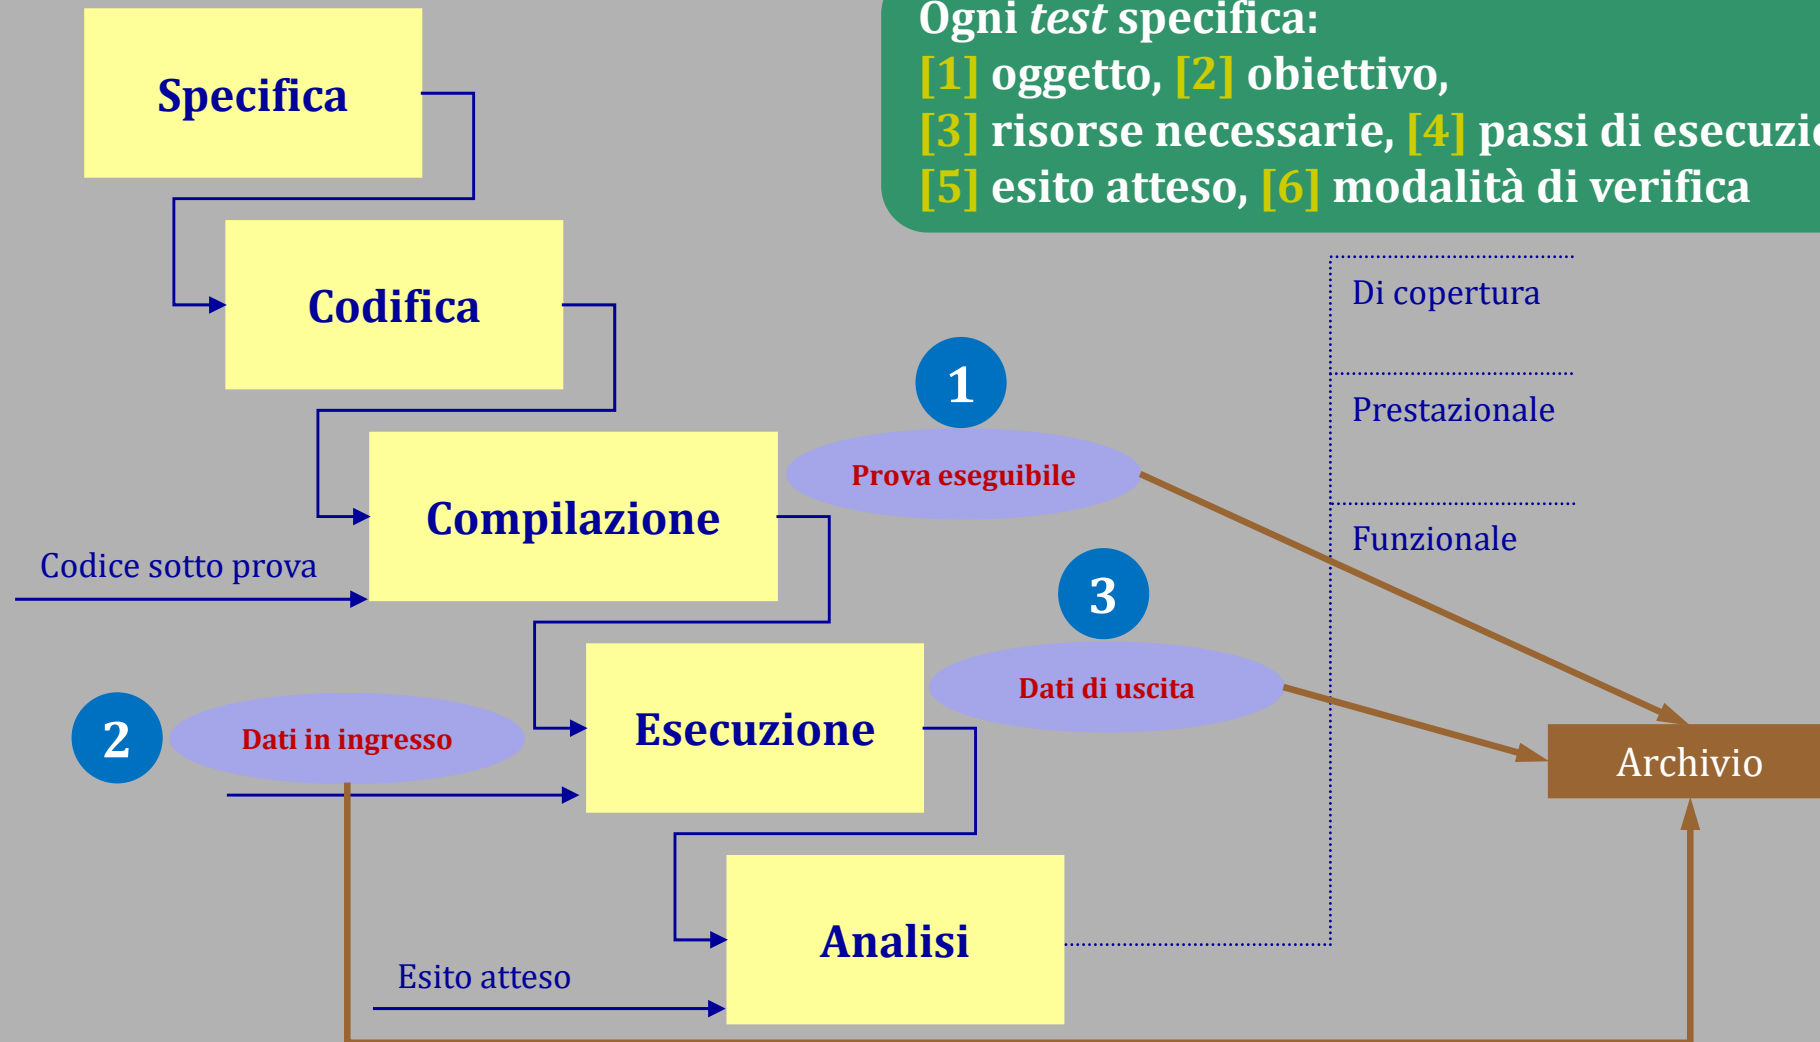 Ogni test specifica:
[1] oggetto, [2] obiettivo,
[3] risorse necessarie, [4] passi di
[5] esito atteso, [6] modalità di verifica
Specifica
Codifica
Compilazione
Codice sotto prova
1
Prova eseguibile
Di copertura
Prestazionale
Funzionale
3
Dati di uscita
2
Dati in ingresso
Esecuzione
Archivio
Analisi
Esito atteso